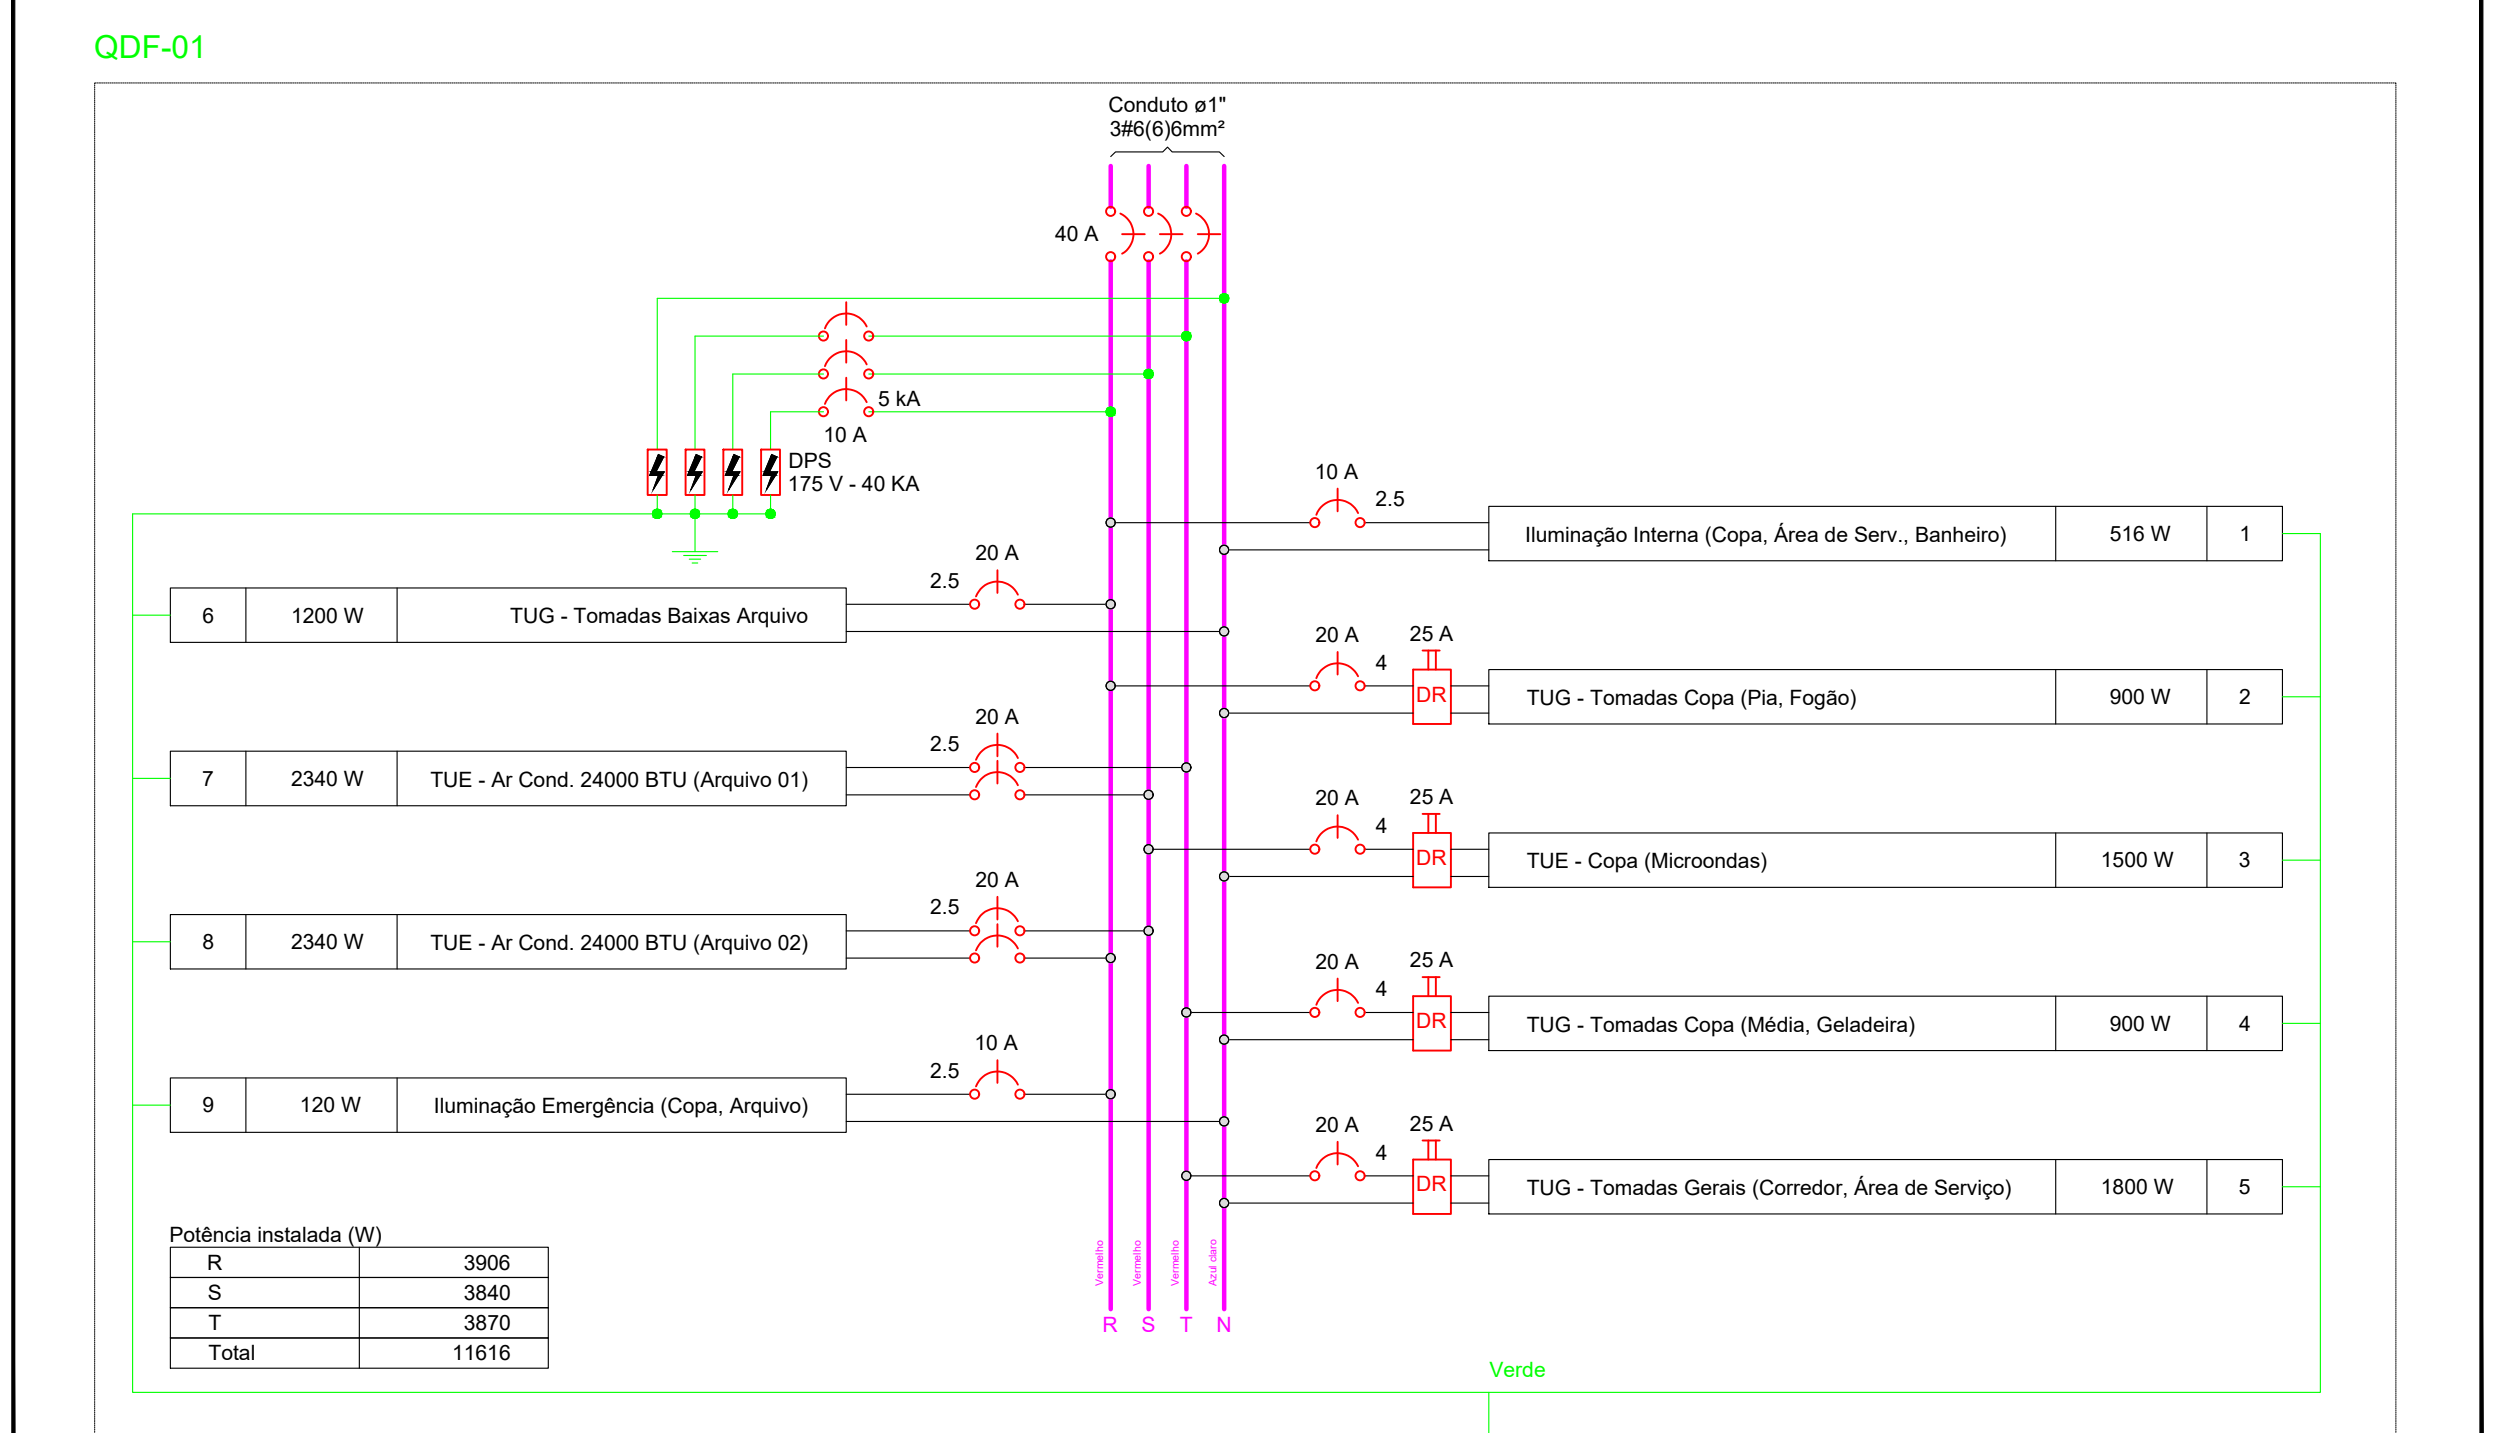 QDF-01
Conduto ø1"
3#6(6)6mm²
40 A
5 kA
10 A
DPS
175 V - 40 KA
10 A
2.5
Iluminação Interna (Copa, Área de Serv., Banheiro) 516 W 1
20 A
2.5
6 1200 W TUG - Tomadas Baixas Arquivo
20 A 25 A
4
DR
TUG - Tomadas Copa (Pia, Fogão) 900 W 2
20 A
2.5
7 2340 W TUE - Ar Cond. 24000 BTU (Arquivo 01)
20 A 25 A
4
DR
TUE - Copa (Microondas) 1500 W 3
20 A
2.5
8 2340 W TUE - Ar Cond. 24000 BTU (Arquivo 02)
20 A 25 A
4
DR
TUG - Tomadas Copa (Média, Geladeira) 900 W 4
10 A
2.5
9 120 W Iluminação Emergência (Copa, Arquivo)
20 A 25 A
4
DR
TUG - Tomadas Gerais (Corredor, Área de Serviço) 1800 W 5
Potência instalada (W)
R 3906
S 3840
T 3870
Total 11616
Vermelho
Vermelho
Vermelho
Azul claro
R S T N
Verde